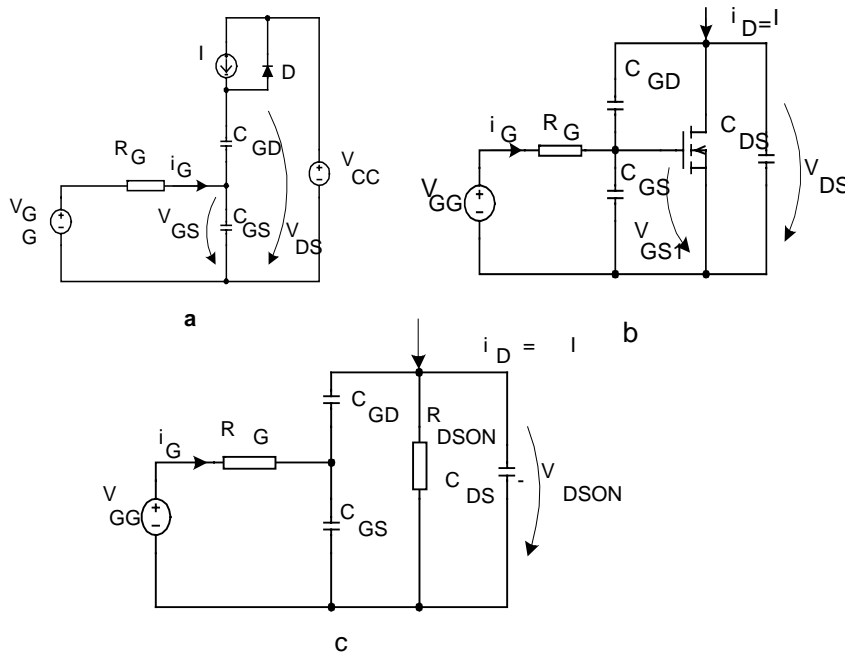 I
D
C GD
R G
i G
V CC
V G G
V GS
C GS
V DS
a
i D = I
C GD
i G
R G
C DS
V GG
C GS
V DS
V GS1
b
i D = I
C GD
R DSON
R G
i G
C DS
V DSON
V GG
C GS
c